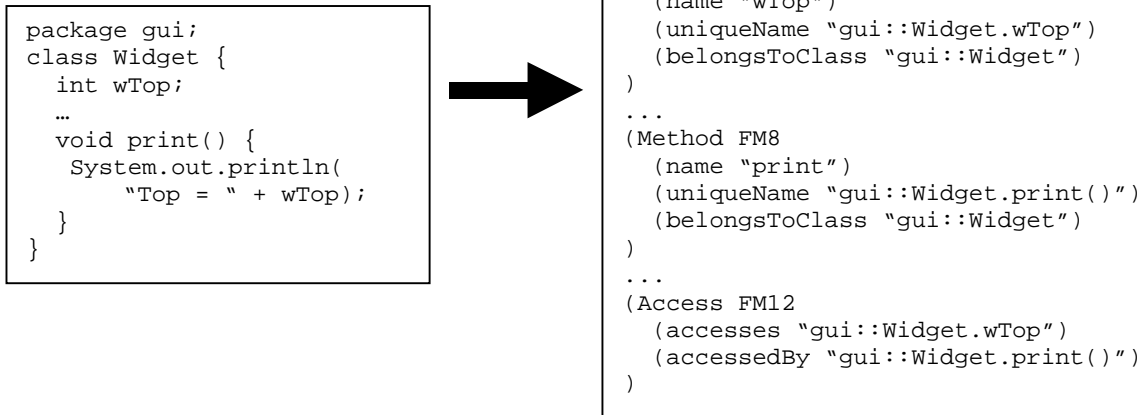 package gui;
class Widget {
int wTop;
…
void print() {
System.out.println(
“Top = “ + wTop);
}
}
(name “wTop”)
(uniqueName “gui::Widget.wTop”)
(belongsToClass “gui::Widget”)
)
...
(Method FM8
(name “print”)
(uniqueName “gui::Widget.print()”)
(belongsToClass “gui::Widget”)
)
...
(Access FM12
(accesses “gui::Widget.wTop”)
(accessedBy “gui::Widget.print()”)
)